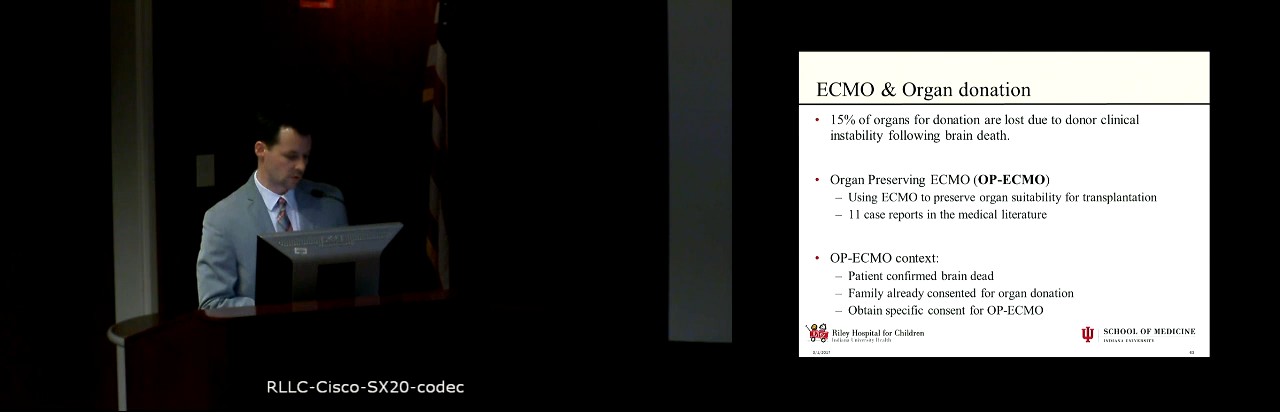 ECMO & Organ donation
• 15% of organs for donation are lost due to donor clinical
instability following brain death.
• Organ Preserving ECMO (OP-ECMO)
– Using ECMO to preserve organ suitability for transplantation
– 11 case reports in the medical literature
• OP-ECMO context:
– Patient confirmed brain dead
– Family already consented for organ donation
– Obtain specific consent for OP-ECMO
Riley Hospital for Children
Indiana University Health
SCHOOL OF MEDICINE
INDIANA UNIVERSITY
RLLC-Cisco-SX20-codec